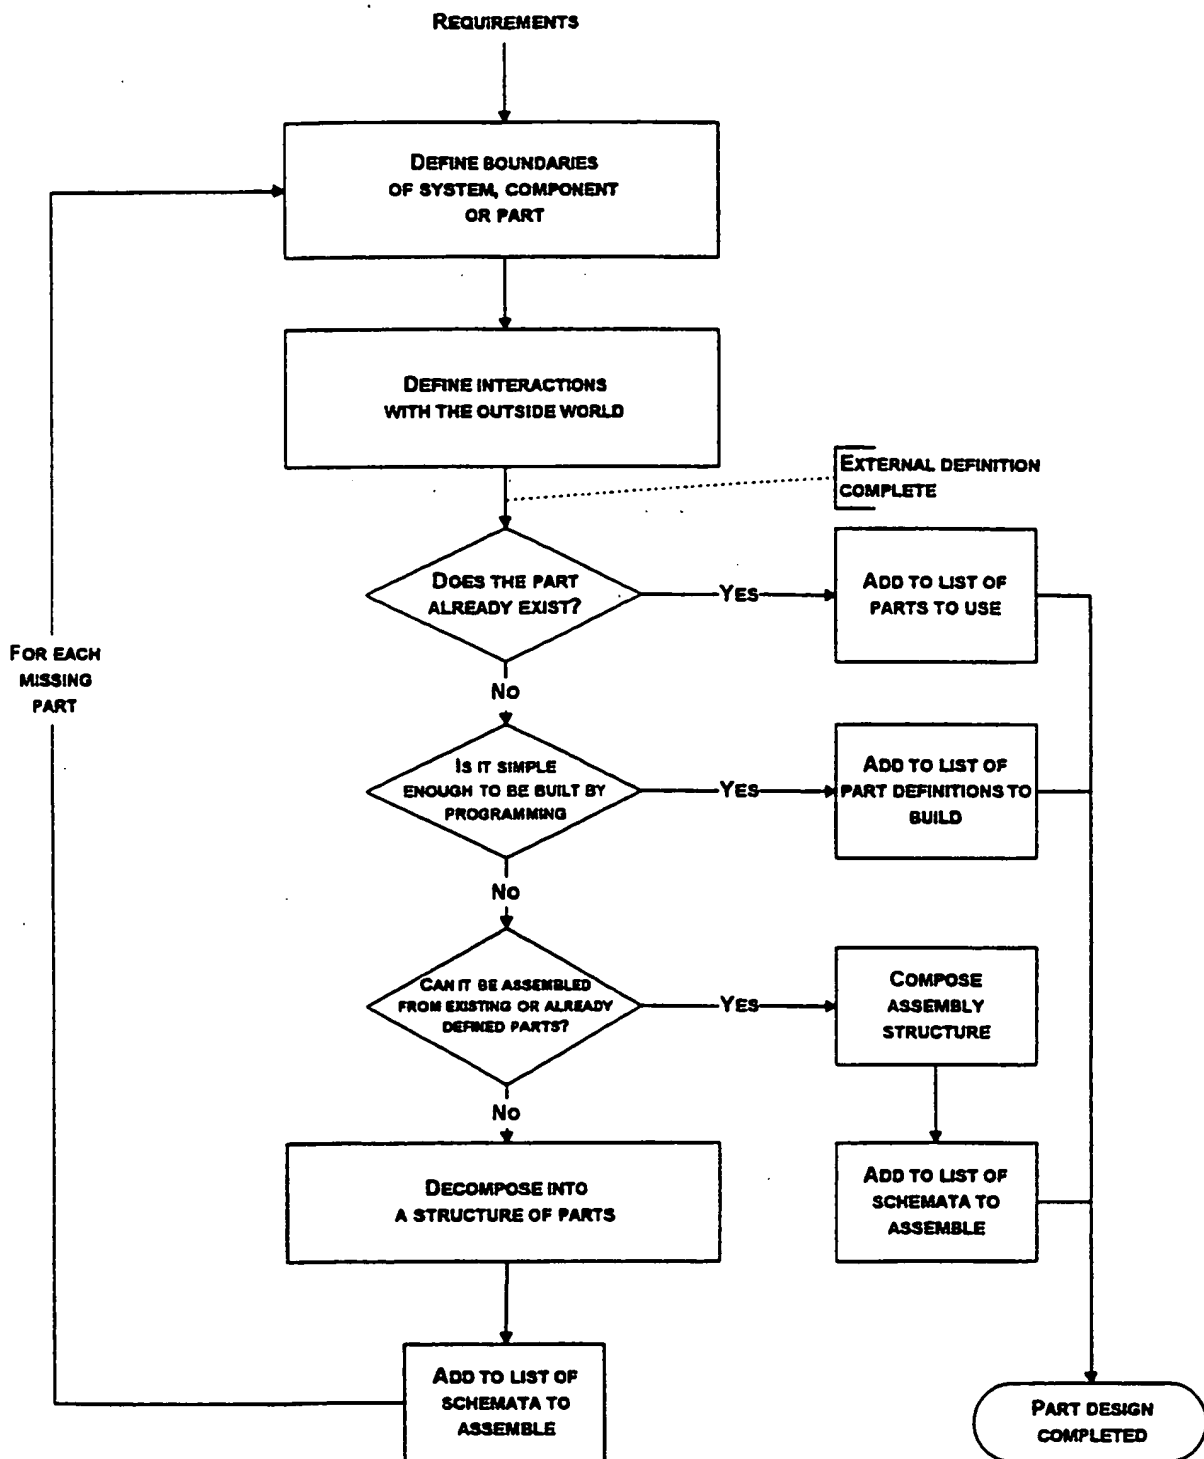 REQUIREMENTS
DEFINE BOUNDARIES
OF SYSTEM, COMPONENT
OR PART
DEFINE INTERACTIONS
WITH THE OUTSIDE WORLD
EXTERNAL DEFINITION
COMPLETE
DOES THE PART
ALREADY EXIST?
YES
ADD TO LIST OF
PARTS TO USE
FOR EACH
MISSING
PART
NO
IS IT SIMPLE
ENOUGH TO BE BUILT BY
PROGRAMMING
YES
ADD TO LIST OF
PART DEFINITIONS TO
BUILD
NO
CAN IT BE ASSEMBLED
FROM EXISTING OR ALREADY
DEFINED PARTS?
YES
COMPOSE
ASSEMBLY
STRUCTURE
NO
DECOMPOSE INTO
A STRUCTURE OF PARTS
ADD TO LIST OF
SCHEMATA TO
ASSEMBLE
ADD TO LIST OF
SCHEMATA TO
ASSEMBLE
PART DESIGN
COMPLETED